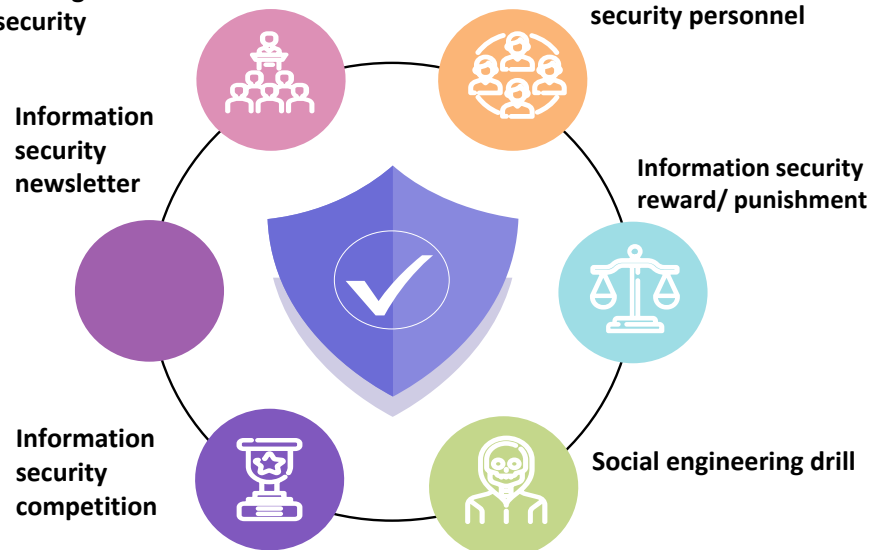 security
security personnel
Information
security
newsletter
Information security
reward/ punishment
Information
security
competition
Social engineering drill